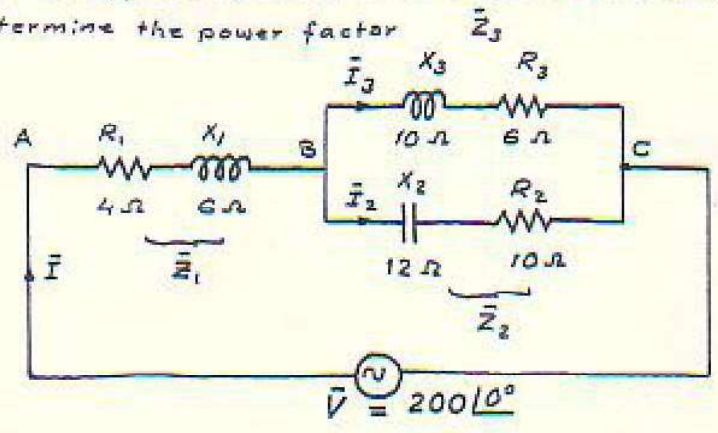 termine the power factor
Z̄₃
Ī₃ X₃ R₃
10 Ω 6 Ω
A R₁ X₁ B C
4 Ω 6 Ω
Ī₂ X₂ R₂
12 Ω 10 Ω
Ī Z̄₁ Z̄₂
V̄ = 200∠0°